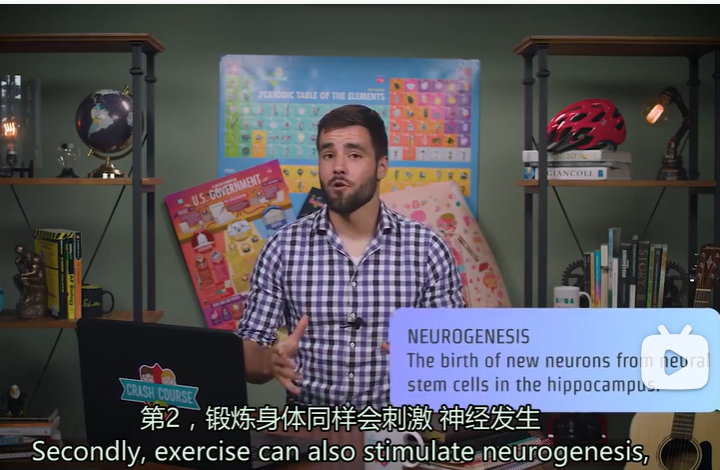 PERIODIC TABLE OF THE ELEMENTS
U.S. GOVERNMENT
GIANCOLI
NEUROGENESIS
The birth of new neurons from neural
stem cells in the hippocampus.
CRASH COURSE
第2，锻炼身体同样会刺激 神经发生
Secondly, exercise can also stimulate neurogenesis,